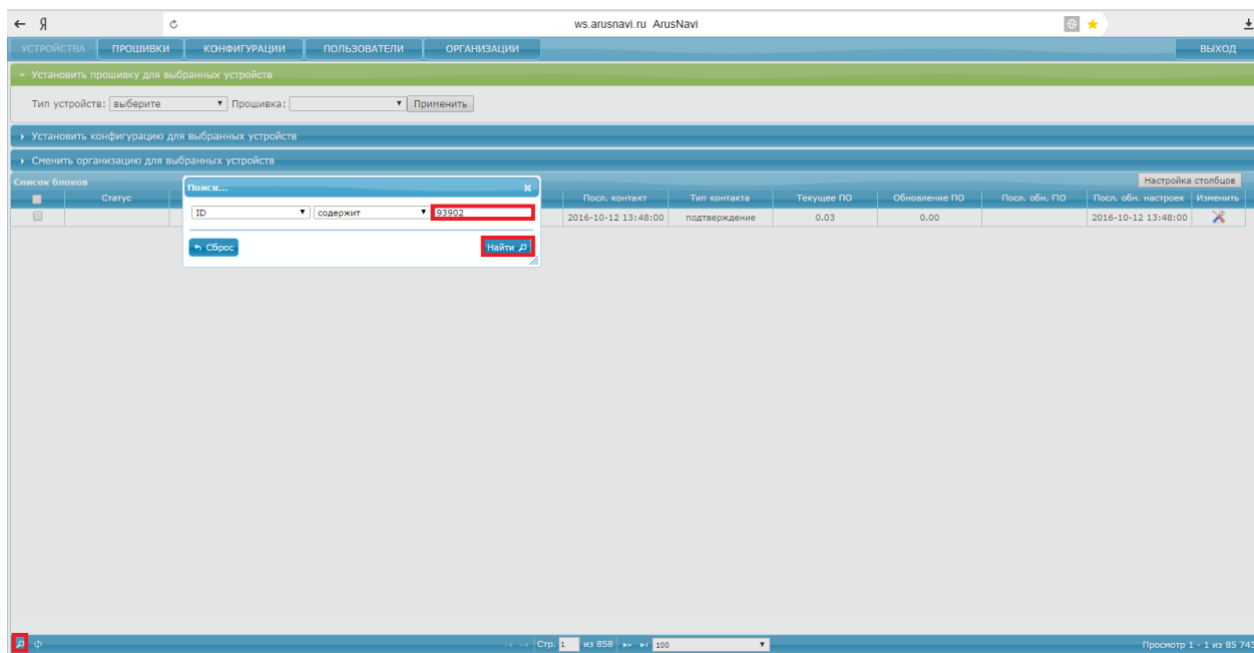 Я ws.arusnavi.ru ArusNavi
УСТРОЙСТВА ПРОШИВКИ КОНФИГУРАЦИИ ПОЛЬЗОВАТЕЛИ ОРГАНИЗАЦИИ ВЫХОД
Установить прошивку для выбранных устройств
Тип устройств: выберите Прошивка: Применить
Установить конфигурацию для выбранных устройств
Сменить организацию для выбранных устройств
Список блоков Настройка столбцов
Поиск...
Статус Посл. контакт Тип контакта Текущее ПО Обновление ПО Посл. обн. ПО Посл. обн. настроек Изменить
ID содержит 93902 2016-10-12 13:48:00 подтверждение 0.03 0.00 2016-10-12 13:48:00
Сброс Найти
Стр. 1 из 858 100 Просмотр 1 - 1 из 85 742